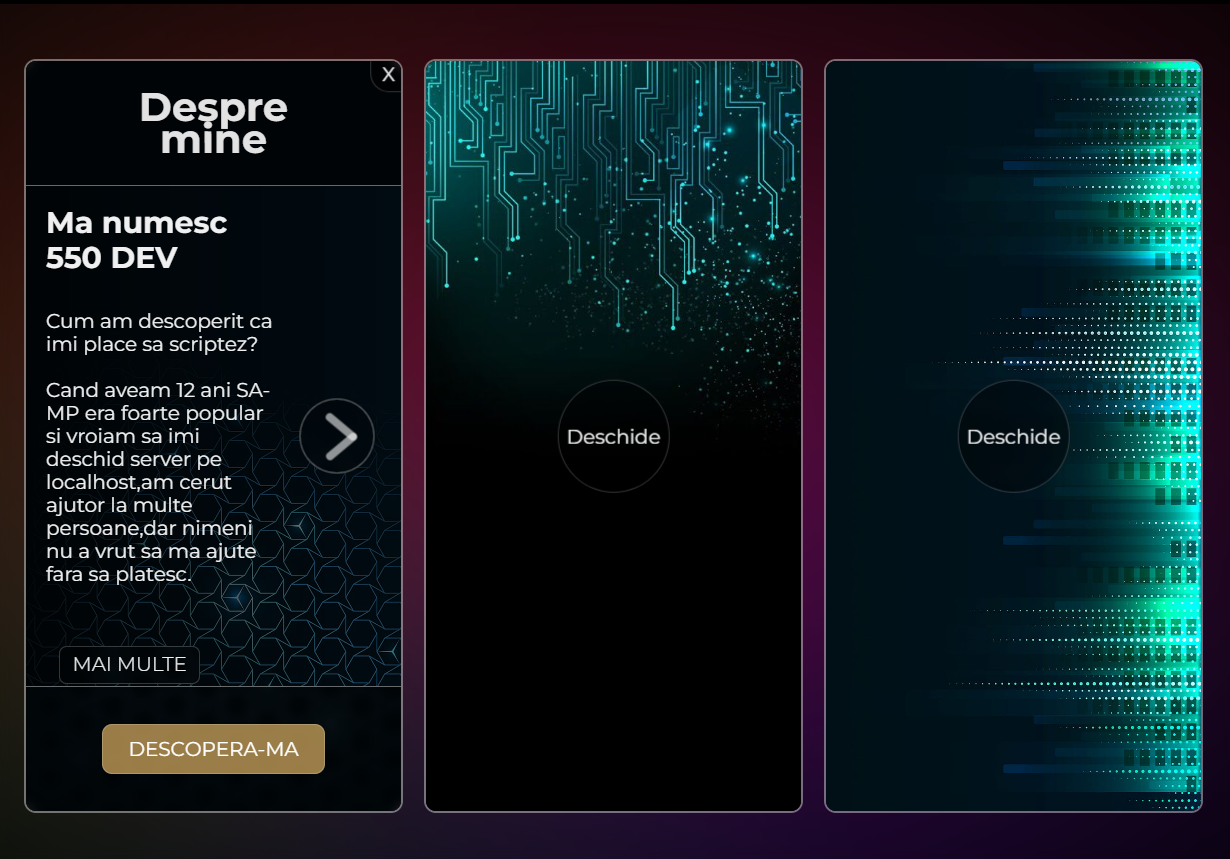 X
Despre
mine
Ma numesc
550 DEV
Cum am descoperit ca
imi place sa scriptez?
Cand aveam 12 ani SA-
MP era foarte popular
si vroiam sa imi
deschid server pe
localhost,am cerut
ajutor la multe
persoane,dar nimeni
nu a vrut sa ma ajute
fara sa platesc.
MAI MULTE
DESCOPERA-MA
Deschide
Deschide